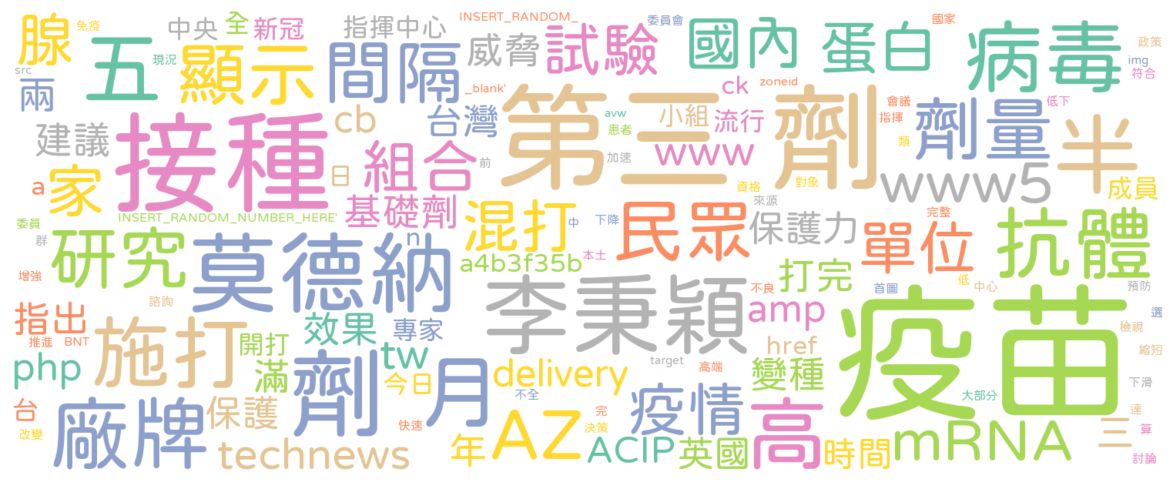 腺 免疫 五 中央 全 新冠 指揮中心 INSERT_RANDOM_ 委員會 國家 政策
src 現況 顯示 間隔 威脅 試驗 國內 蛋白 病毒 img 符合
兩 _blank' ck zoneid
建議 接種 cb 台灣 第三劑 avw 患者 小組 流行 會議 指揮 劑量 低下 半
a 家 日 組合 前 加速 www 類 www5 成員
委員 INSERT_RANDOM_NUMBER_HERE' 基礎劑 資格 對象 來源 完整
群 研究 莫德納 n 混打 中 下降 民眾 保護力 單位 抗體
增強 a4b3f35b 本土 打完 不良 首圖 低 中心 預防
指出 諮詢 李秉穎 amp 疫苗 選
推進 BNT 施打 開打 效果 專家 href 檢視 縮短
php 滿 劑 tw 月 delivery target 高端 變種 下滑
台 廠牌 保護 今日 不全 疫情 大部分 達
改變 快速 AZ 完 決策 高 mRNA 三 算
technews 年 ACIP 英國 時間 討論